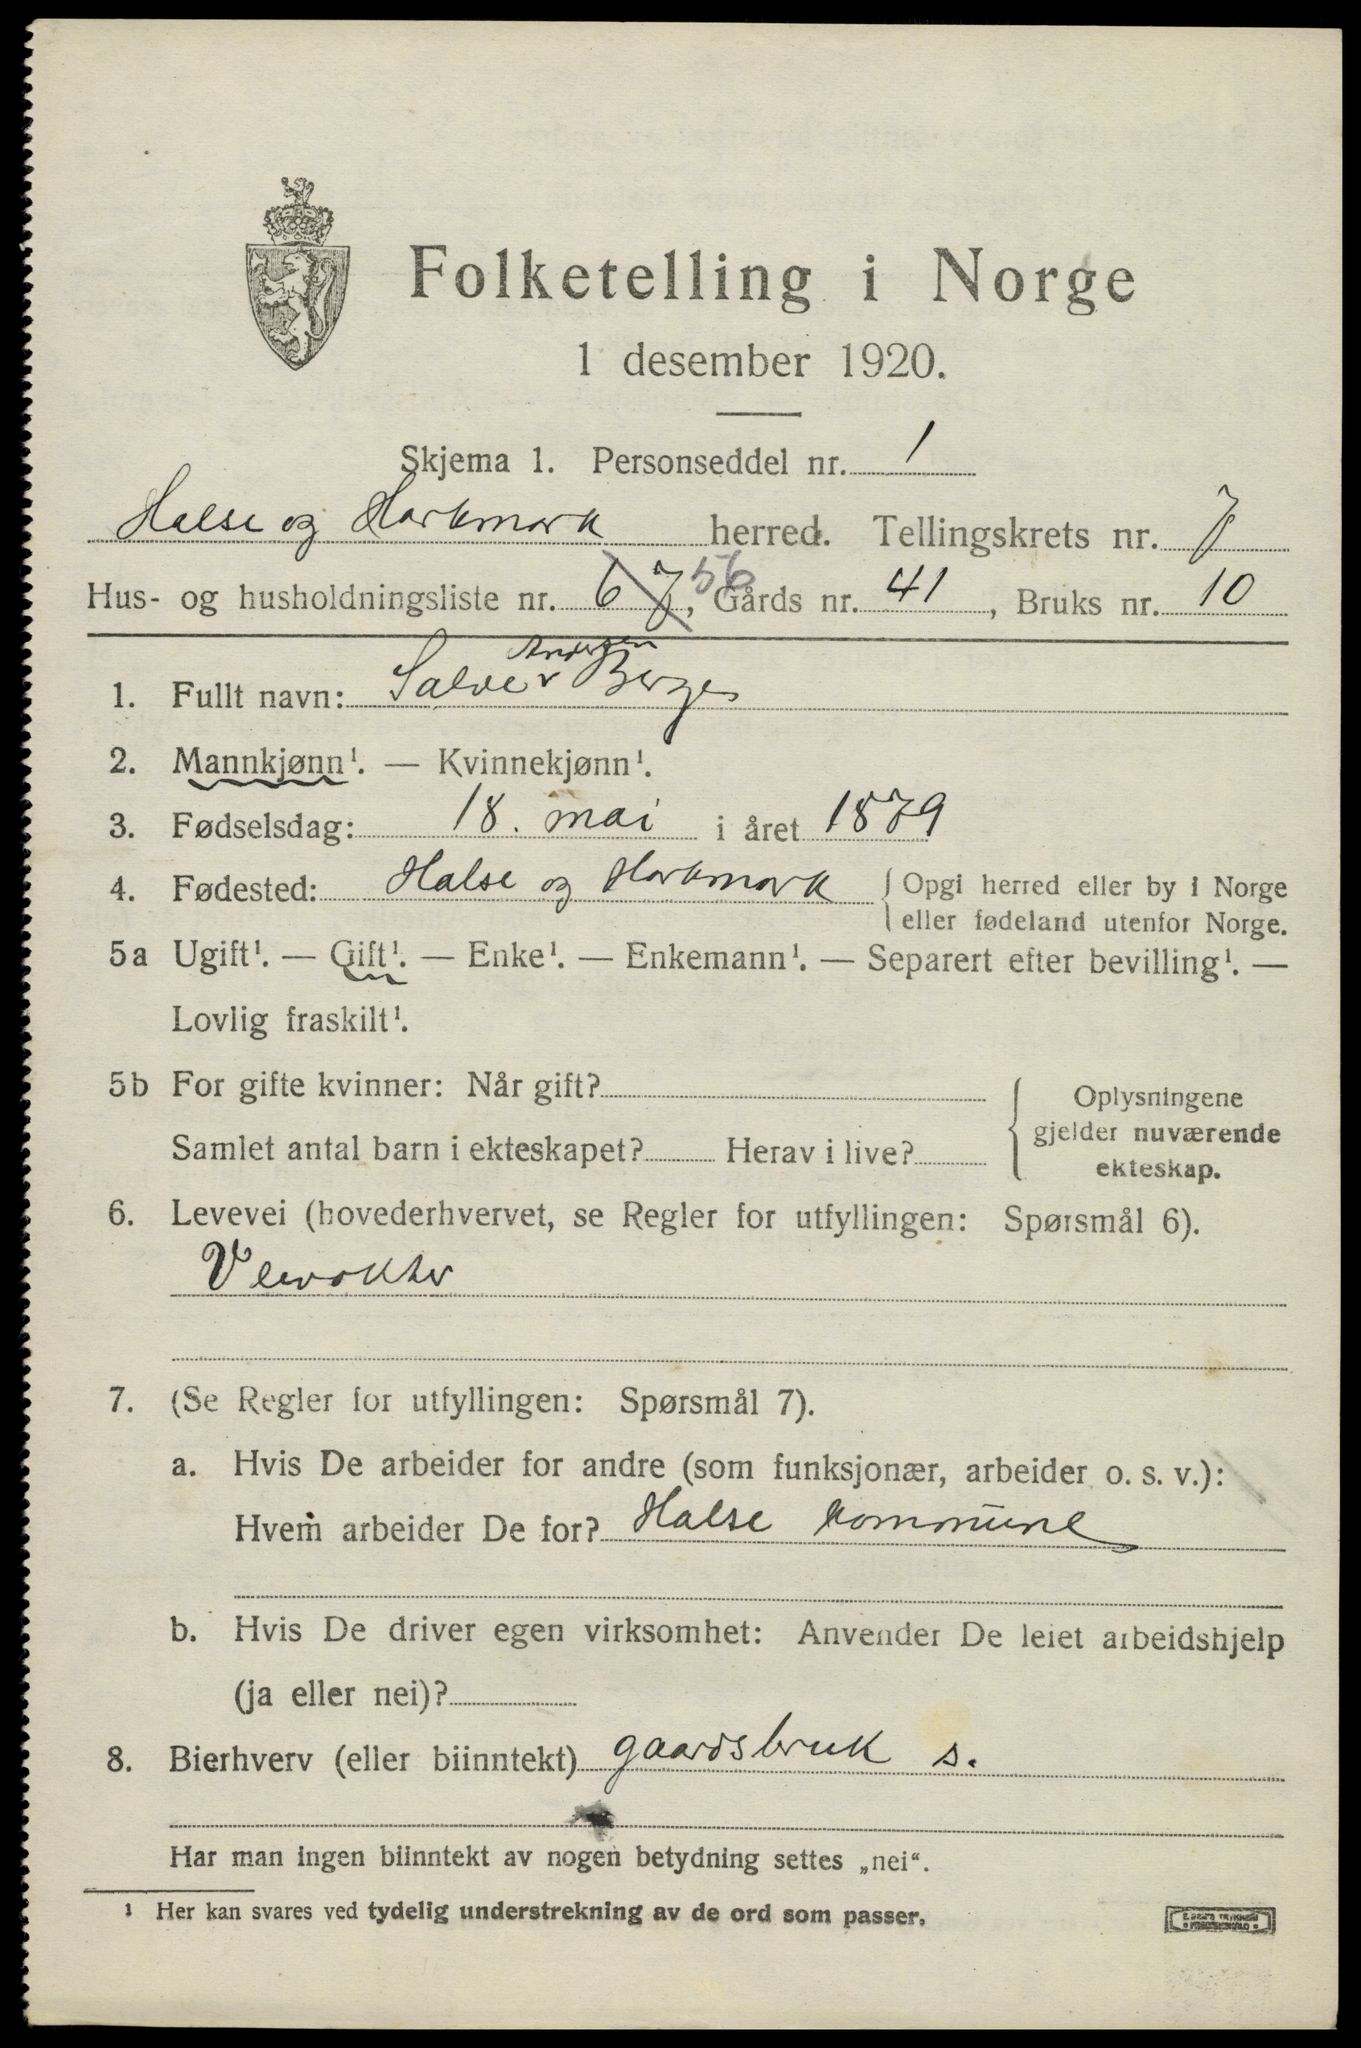 Folketelling i Norge
1 desember 1920.
Skjema 1. Personseddel nr. 1
Halse og Harkmark herred. Tellingskrets nr. 7
Hus- og husholdningsliste nr. 67 56, Gårds nr. 41, Bruks nr. 10
Andersen
1. Fullt navn: Salve v Berge
2. Mannkjønn¹. — Kvinnekjønn¹.
3. Fødselsdag: 18. mai i året 1879
4. Fødested: Halse og Harkmark { Opgi herred eller by i Norge
eller fødeland utenfor Norge.
5a Ugift¹. — Gift¹. — Enke¹. — Enkemann¹. — Separert efter bevilling¹. —
Lovlig fraskilt¹.
5b For gifte kvinner: Når gift?
Samlet antal barn i ekteskapet? Herav i live?
Oplysningene
gjelder nuværende
ekteskap.
6. Levevei (hovederhvervet, se Regler for utfyllingen: Spørsmål 6).
Veivokter
7. (Se Regler for utfyllingen: Spørsmål 7).
a. Hvis De arbeider for andre (som funksjonær, arbeider o. s. v.):
Hvem arbeider De for? Halse kommune
b. Hvis De driver egen virksomhet: Anvender De leiet arbeidshjelp
(ja eller nei)?
8. Bierhverv (eller biinntekt) gaardsbruk s.
Har man ingen biinntekt av nogen betydning settes „nei“.
¹ Her kan svares ved tydelig understrekning av de ord som passer.